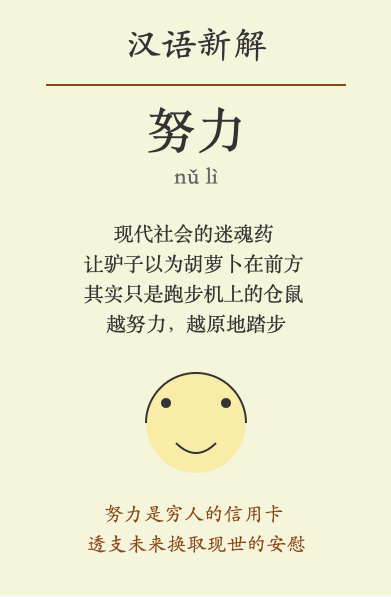 汉语新解
努力
nǔ lì
现代社会的迷魂药
让驴子以为胡萝卜在前方
其实只是跑步机上的仓鼠
越努力，越原地踏步
努力是穷人的信用卡
透支未来换取现世的安慰